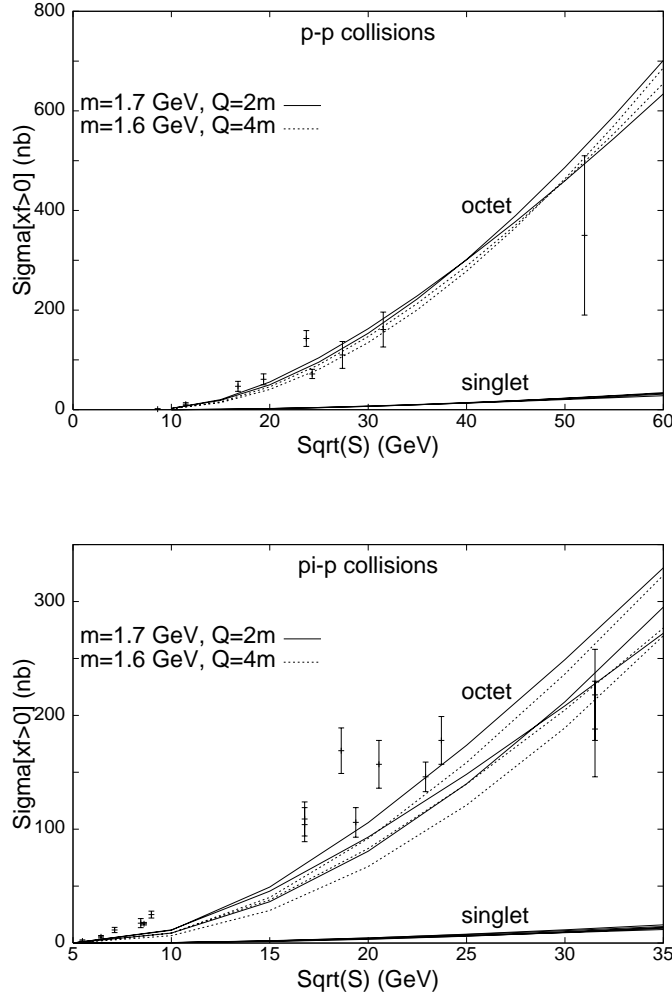 p-p collisions
800
600
400
200
0
Sigma[xf>0] (nb)
m=1.7 GeV, Q=2m
m=1.6 GeV, Q=4m
octet
singlet
0 10 20 30 40 50 60
Sqrt(S) (GeV)
pi-p collisions
300
200
100
0
Sigma[xf>0] (nb)
m=1.7 GeV, Q=2m
m=1.6 GeV, Q=4m
octet
singlet
5 10 15 20 25 30 35
Sqrt(S) (GeV)